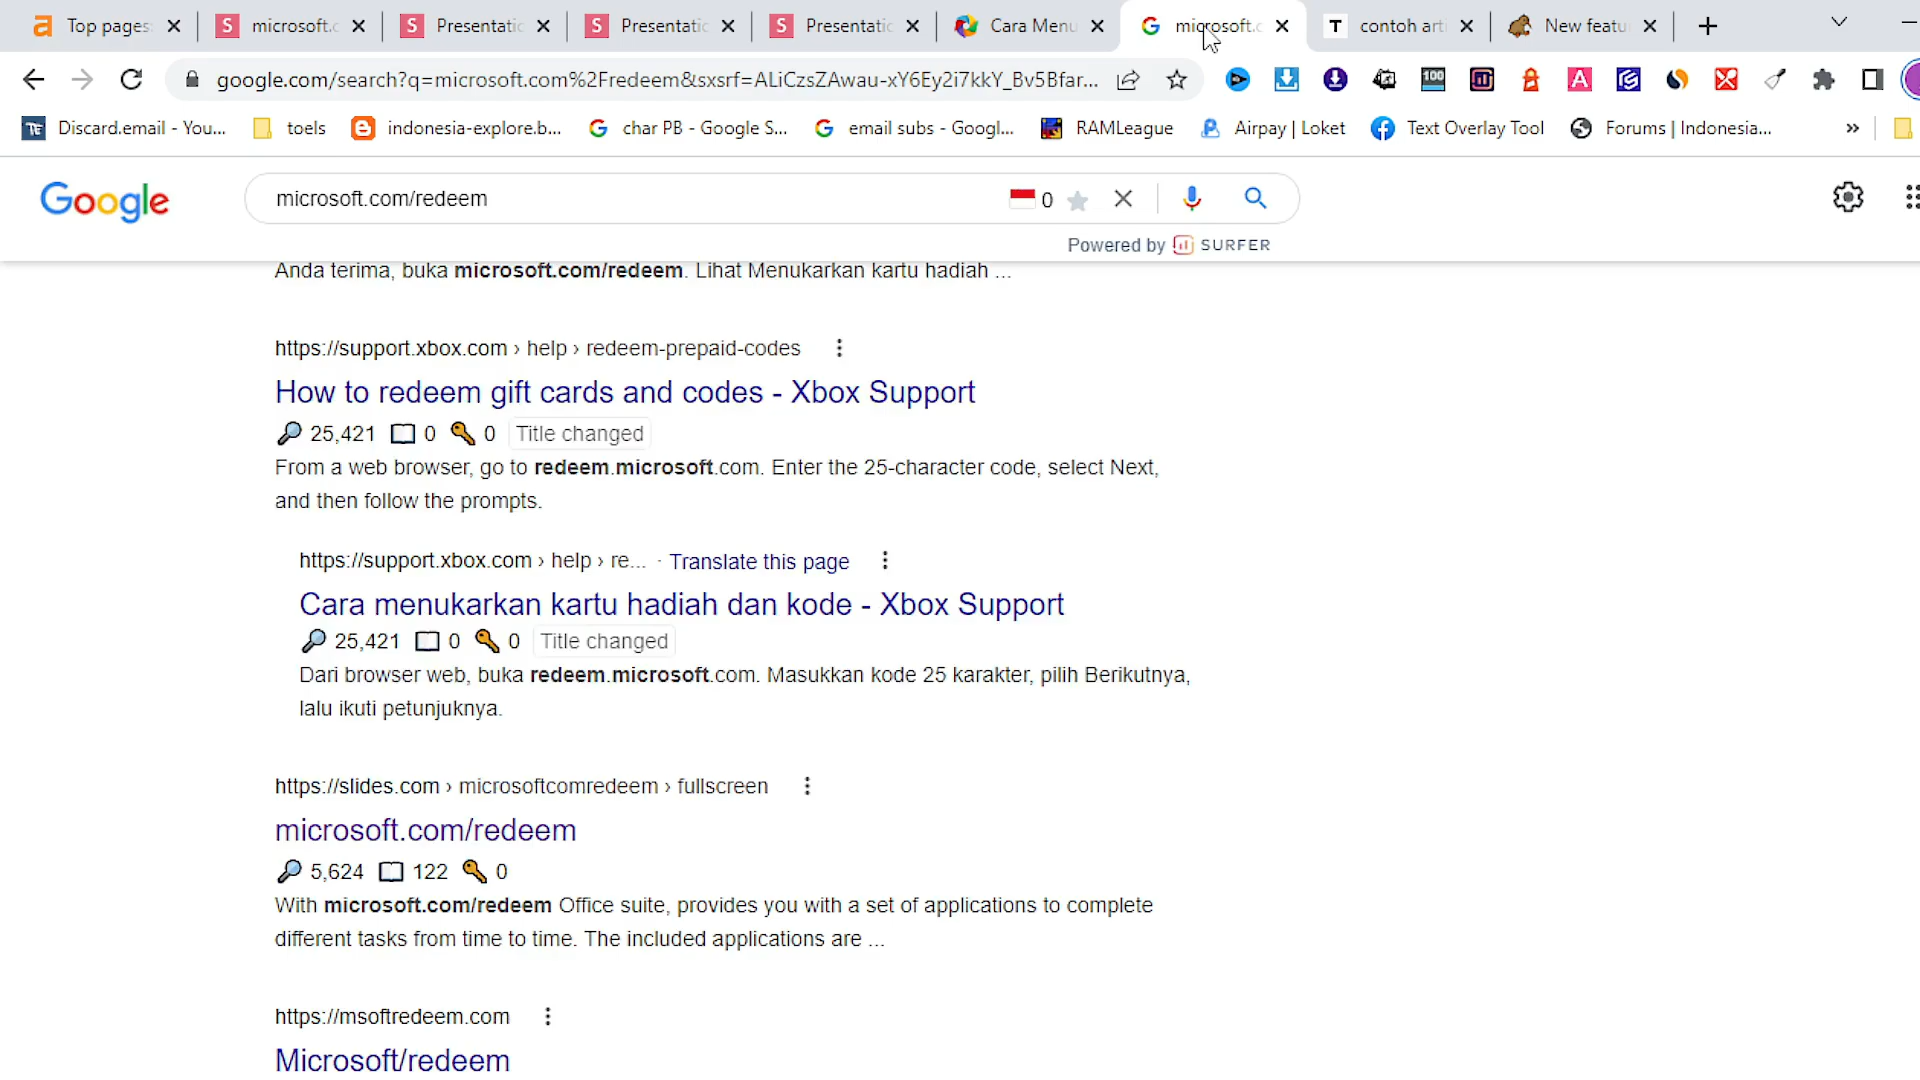 Top pages:
microsoft.c
Presentatic
Presentatic
Presentatic
Cara Menu
microsoft.c
contoh arti
New featu
google.com/search?q=microsoft.com%2Fredeem&sxsrf=ALiCzsZAwau-xY6Ey2i7kkY_Bv5Bfar...
100
Discard.email - You...
toels
indonesia-explore.b...
char PB - Google S...
email subs - Googl...
RAMLeague
Airpay | Loket
Text Overlay Tool
Forums | Indonesia...
»
Google
microsoft.com/redeem
0
Powered by SURFER
Anda terima, buka microsoft.com/redeem. Lihat Menukarkan kartu hadiah ...
https://support.xbox.com › help › redeem-prepaid-codes
How to redeem gift cards and codes - Xbox Support
25,421 0 0 Title changed
From a web browser, go to redeem.microsoft.com. Enter the 25-character code, select Next,
and then follow the prompts.
https://support.xbox.com › help › re... · Translate this page
Cara menukarkan kartu hadiah dan kode - Xbox Support
25,421 0 0 Title changed
Dari browser web, buka redeem.microsoft.com. Masukkan kode 25 karakter, pilih Berikutnya,
lalu ikuti petunjuknya.
https://slides.com › microsoftcomredeem › fullscreen
microsoft.com/redeem
5,624 122 0
With microsoft.com/redeem Office suite, provides you with a set of applications to complete
different tasks from time to time. The included applications are ...
https://msoftredeem.com
Microsoft/redeem